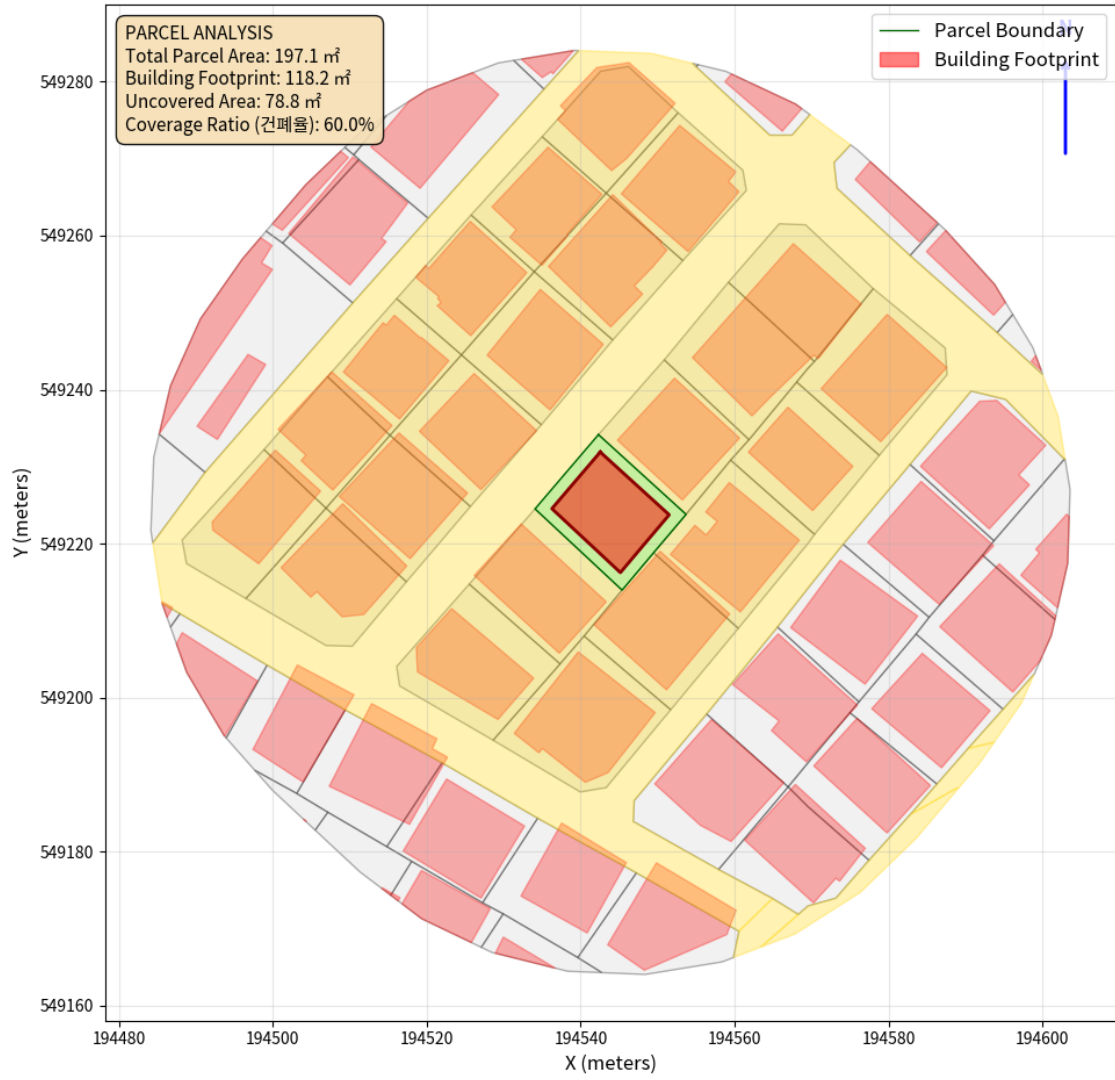 PARCEL ANALYSIS
Total Parcel Area: 197.1 ㎡
Building Footprint: 118.2 ㎡
Uncovered Area: 78.8 ㎡
Coverage Ratio (건폐율): 60.0%
Parcel Boundary
Building Footprint
N
549280
549260
549240
549220
549200
549180
549160
Y (meters)
194480
194500
194520
194540
194560
194580
194600
X (meters)